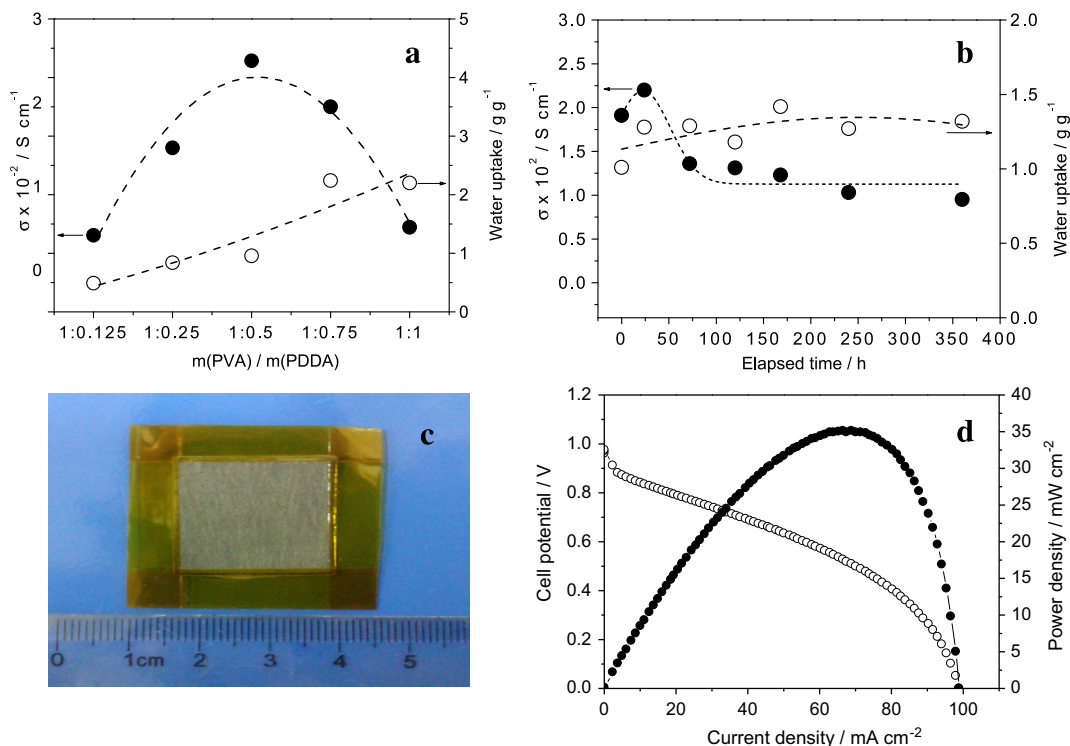 a
3
2
1
0
σ x 10⁻² / S cm⁻¹
5
4
3
2
1
0
Water uptake / g g⁻¹
1:0.125 1:0.25 1:0.5 1:0.75 1:1
m(PVA) / m(PDDA)
b
3.0
2.5
2.0
1.5
1.0
0.5
0.0
σ x 10² / S cm⁻¹
2.0
1.5
1.0
0.5
0.0
Water uptake / g g⁻¹
0 50 100 150 200 250 300 350 400
Elapsed time / h
c
0 1cm 2 3 4 5
d
1.2
1.0
0.8
0.6
0.4
0.2
0.0
Cell potential / V
40
35
30
25
20
15
10
5
0
Power density / mW cm⁻²
0 20 40 60 80 100
Current density / mA cm⁻²